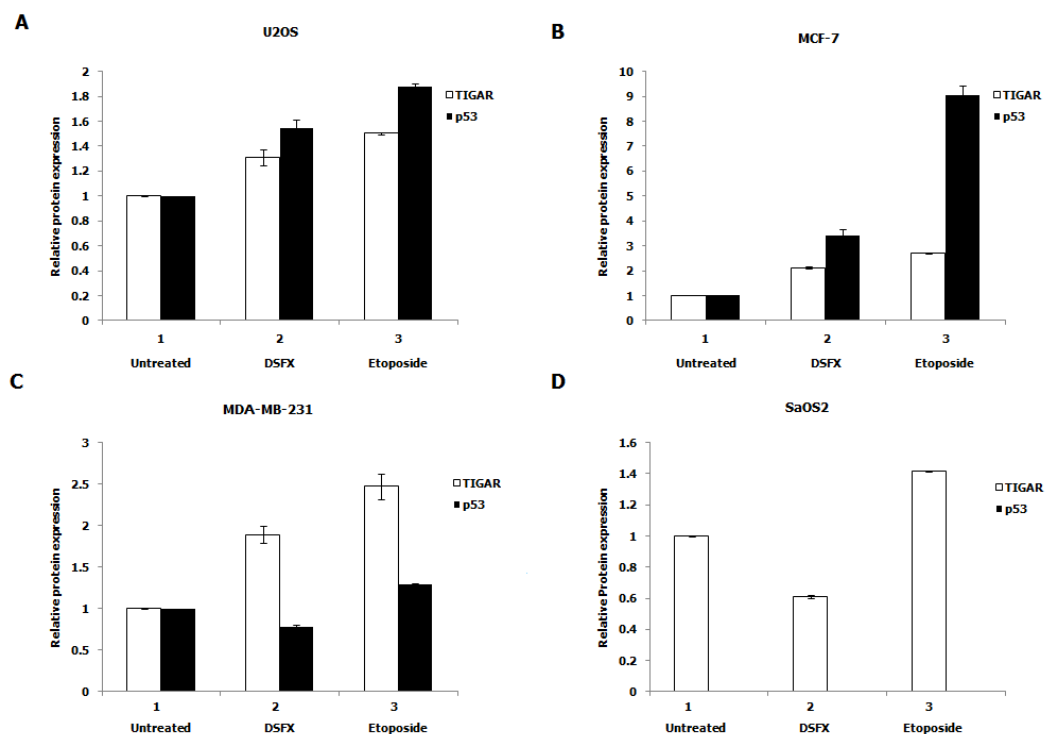 A
U2OS
Relative protein expression
2
1.8
1.6
1.4
1.2
1
0.8
0.6
0.4
0.2
0
TIGAR
p53
1 2 3
Untreated DSFX Etoposide
B
MCF-7
Relative protein expression
10
9
8
7
6
5
4
3
2
1
0
TIGAR
p53
1 2 3
Untreated DSFX Etoposide
C
MDA-MB-231
Relative protein expression
3
2.5
2
1.5
1
0.5
0
TIGAR
p53
1 2 3
Untreated DSFX Etoposide
D
SaOS2
Relative Protein expression
1.6
1.4
1.2
1
0.8
0.6
0.4
0.2
0
TIGAR
p53
1 2 3
Untreated DSFX Etoposide